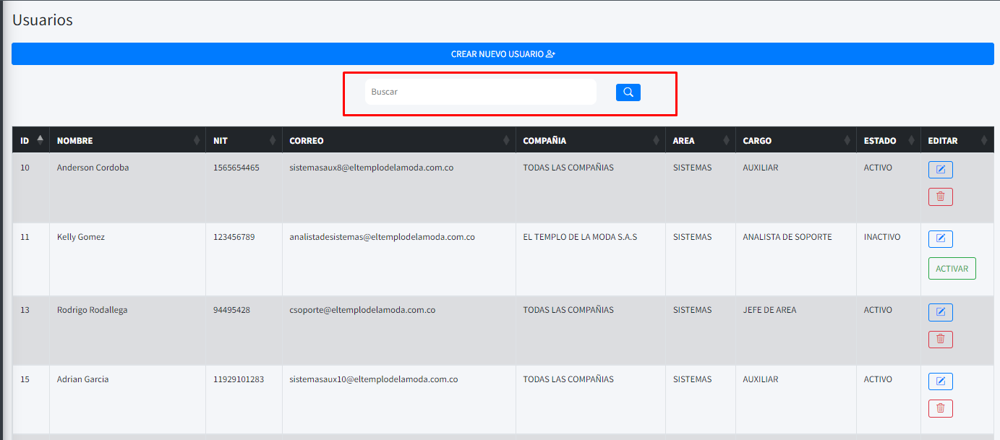 Usuarios
CREAR NUEVO USUARIO
Buscar
ID NOMBRE NIT CORREO COMPAÑIA AREA CARGO ESTADO EDITAR
10 Anderson Cordoba 1565654465 sistemasaux8@eltemplodelamoda.com.co TODAS LAS COMPAÑIAS SISTEMAS AUXILIAR ACTIVO
11 Kelly Gomez 123456789 analistadesistemas@eltemplodelamoda.com.co EL TEMPLO DE LA MODA S.A.S SISTEMAS ANALISTA DE SOPORTE INACTIVO
ACTIVAR
13 Rodrigo Rodallega 94495428 csoporte@eltemplodelamoda.com.co TODAS LAS COMPAÑIAS SISTEMAS JEFE DE AREA ACTIVO
15 Adrian Garcia 11929101283 sistemasaux10@eltemplodelamoda.com.co TODAS LAS COMPAÑIAS SISTEMAS AUXILIAR ACTIVO